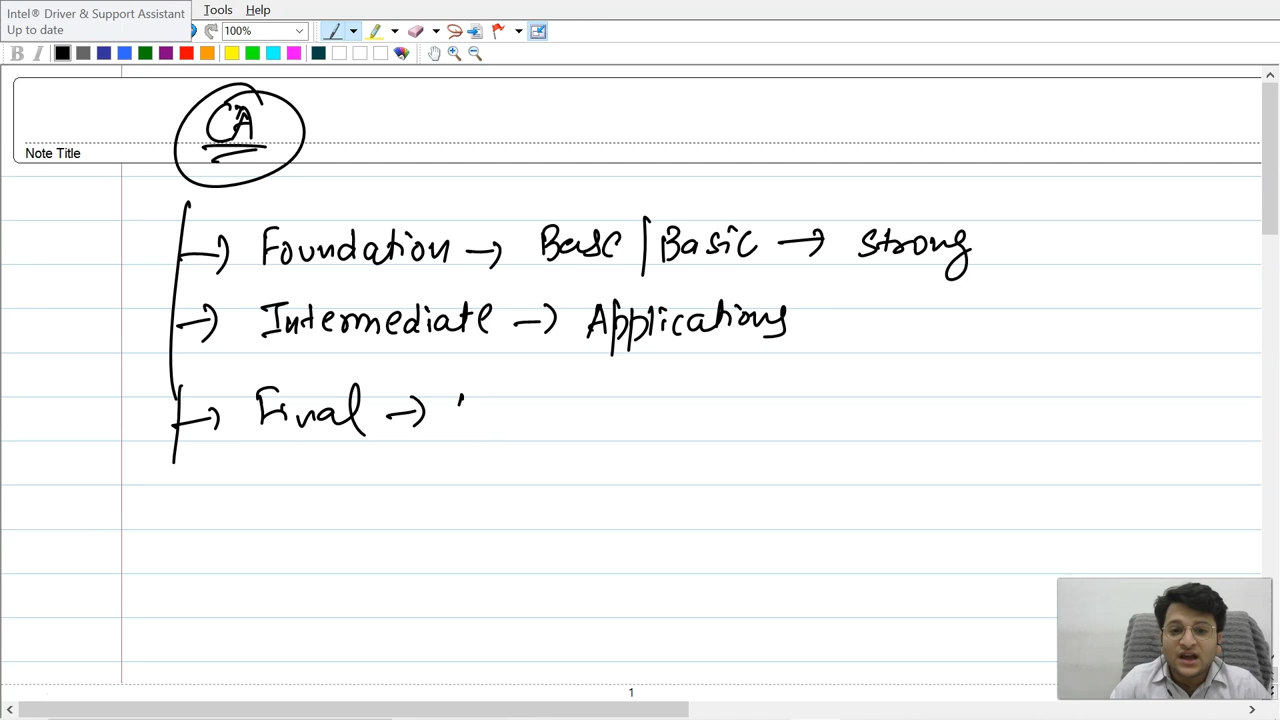 Intel® Driver & Support Assistant
Up to date
Tools Help
100%
B I
CA
Note Title
Foundation → Base | Basic → Strong
Intermediate → Applications
Final →
1